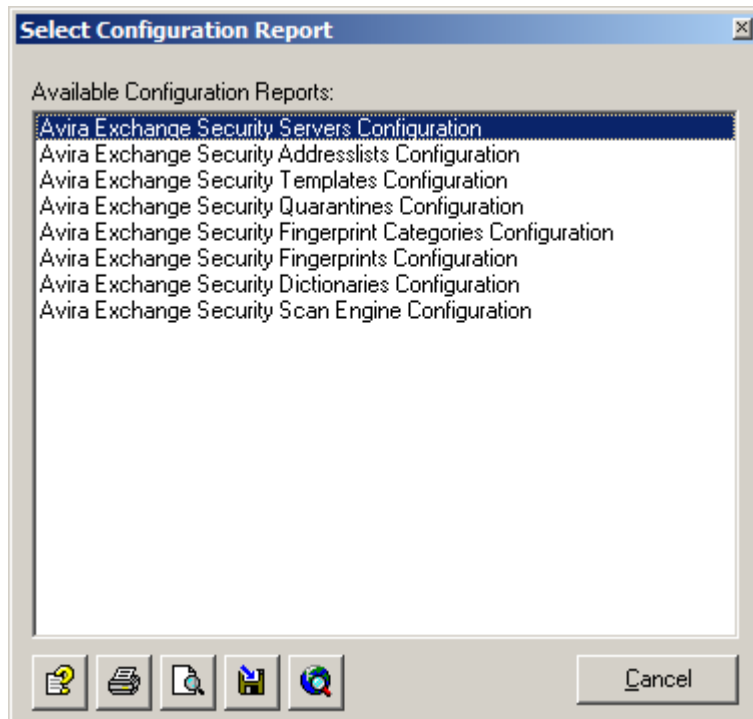 Select Configuration Report
Available Configuration Reports:
Avira Exchange Security Servers Configuration
Avira Exchange Security Addresslists Configuration
Avira Exchange Security Templates Configuration
Avira Exchange Security Quarantines Configuration
Avira Exchange Security Fingerprint Categories Configuration
Avira Exchange Security Fingerprints Configuration
Avira Exchange Security Dictionaries Configuration
Avira Exchange Security Scan Engine Configuration
Cancel